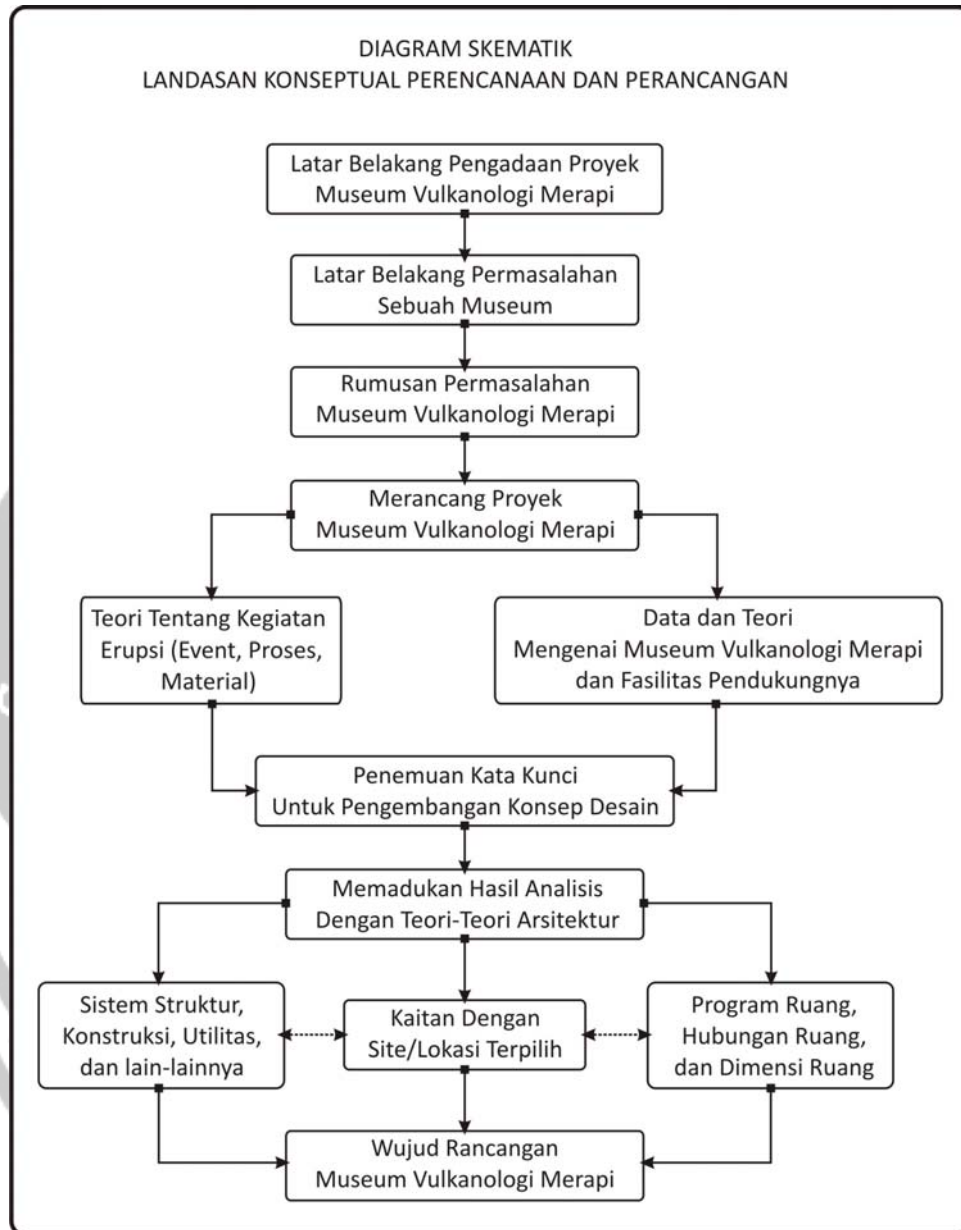 DIAGRAM SKEMATIK
LANDASAN KONSEPTUAL PERENCANAAN DAN PERANCANGAN
Latar Belakang Pengadaan Proyek
Museum Vulkanologi Merapi
Latar Belakang Permasalahan
Sebuah Museum
Rumusan Permasalahan
Museum Vulkanologi Merapi
Merancang Proyek
Museum Vulkanologi Merapi
Teori Tentang Kegiatan
Erupsi (Event, Proses,
Material)
Data dan Teori
Mengenai Museum Vulkanologi Merapi
dan Fasilitas Pendukungnya
Penemuan Kata Kunci
Untuk Pengembangan Konsep Desain
Memadukan Hasil Analisis
Dengan Teori-Teori Arsitektur
Sistem Struktur,
Konstruksi, Utilitas,
dan lain-lainnya
Kaitan Dengan
Site/Lokasi Terpilih
Program Ruang,
Hubungan Ruang,
dan Dimensi Ruang
Wujud Rancangan
Museum Vulkanologi Merapi